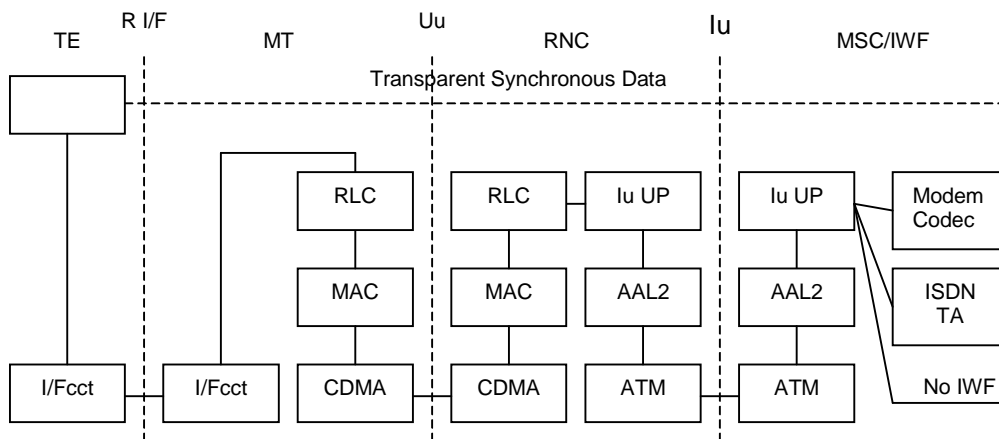 R I/F Uu Iu
TE MT RNC MSC/IWF
Transparent Synchronous Data
RLC RLC Iu UP Iu UP Modem
Codec
MAC MAC AAL2 AAL2 ISDN
TA
I/Fcct I/Fcct CDMA CDMA ATM ATM No IWF